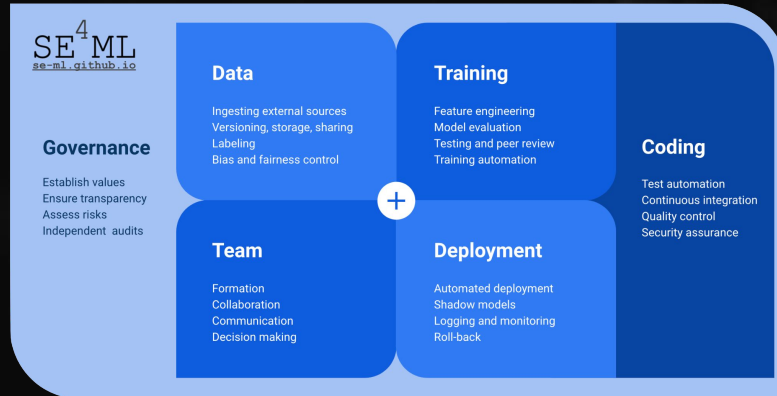 SE4ML
se-ml.github.io
Governance
Establish values
Ensure transparency
Assess risks
Independent audits
Data
Ingesting external sources
Versioning, storage, sharing
Labeling
Bias and fairness control
Training
Feature engineering
Model evaluation
Testing and peer review
Training automation
Team
Formation
Collaboration
Communication
Decision making
Deployment
Automated deployment
Shadow models
Logging and monitoring
Roll-back
Coding
Test automation
Continuous integration
Quality control
Security assurance
+